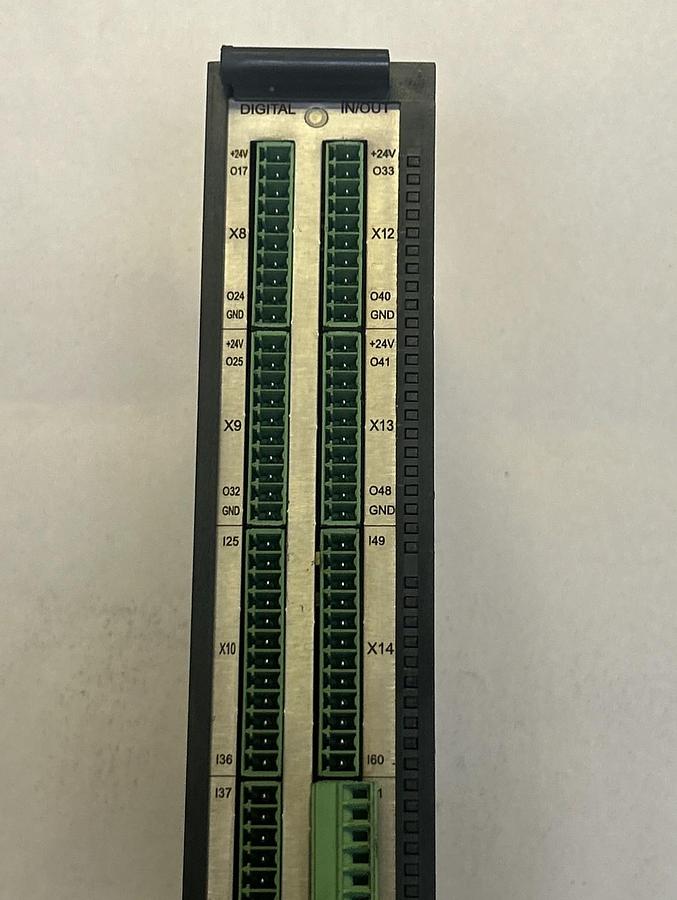 DIGITAL IN/OUT
+24V +24V
O17 O33
X8 X12
O24 O40
GND GND
+24V +24V
O25 O41
X9 X13
O32 O48
GND GND
I25 I49
X10 X14
I36 I60
I37 1